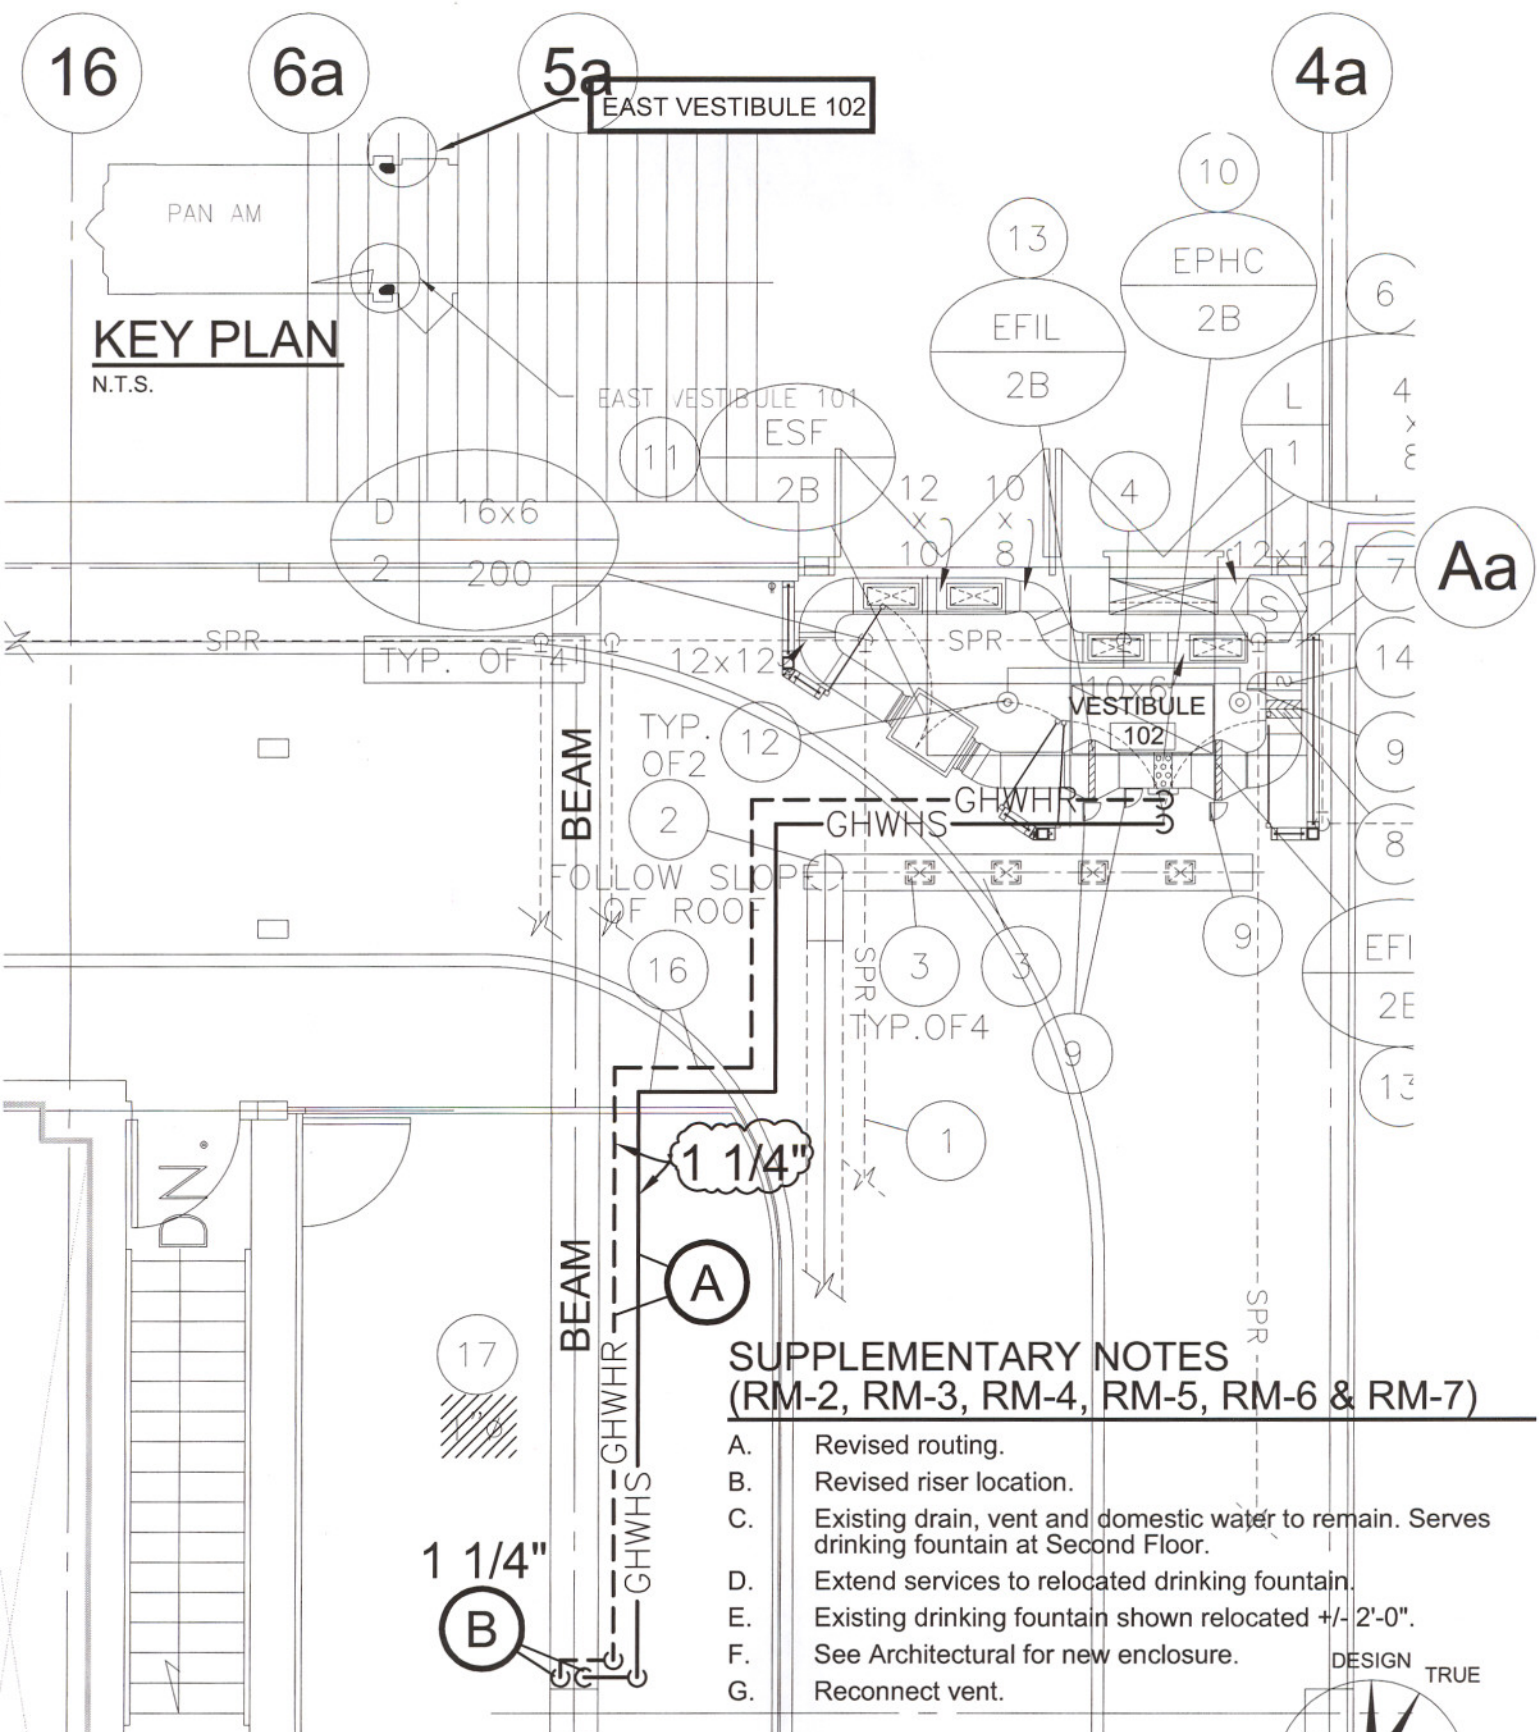 16
6a
5a
4a
EAST VESTIBULE 102
PAN AM
KEY PLAN
N.T.S.
EAST VESTIBULE 101
10
13
EPHC
2B
6
EFIL
2B
L
1
4
x
8
11
ESF
2B
12
x
10
10
x
8
4
D 16x6
2 200
12x12
7
Aa
S
SPR
TYP. OF 4
12x12
SPR
14
10x6
VESTIBULE
102
TYP.
OF2
12
9
BEAM
2
GHWHR
GHWHS
8
FOLLOW SLOPE
OF ROOF
9
16
SPR
3
3
EFI
2B
TYP.OF4
9
13
1 1/4"
1
DN.
BEAM
A
SPR
17
1"Ø
GHWHR
GHWHS
SUPPLEMENTARY NOTES
(RM-2, RM-3, RM-4, RM-5, RM-6 & RM-7)
A. Revised routing.
B. Revised riser location.
C. Existing drain, vent and domestic water to remain. Serves
drinking fountain at Second Floor.
D. Extend services to relocated drinking fountain.
E. Existing drinking fountain shown relocated +/- 2'-0".
F. See Architectural for new enclosure.
G. Reconnect vent.
1 1/4"
B
DESIGN
TRUE